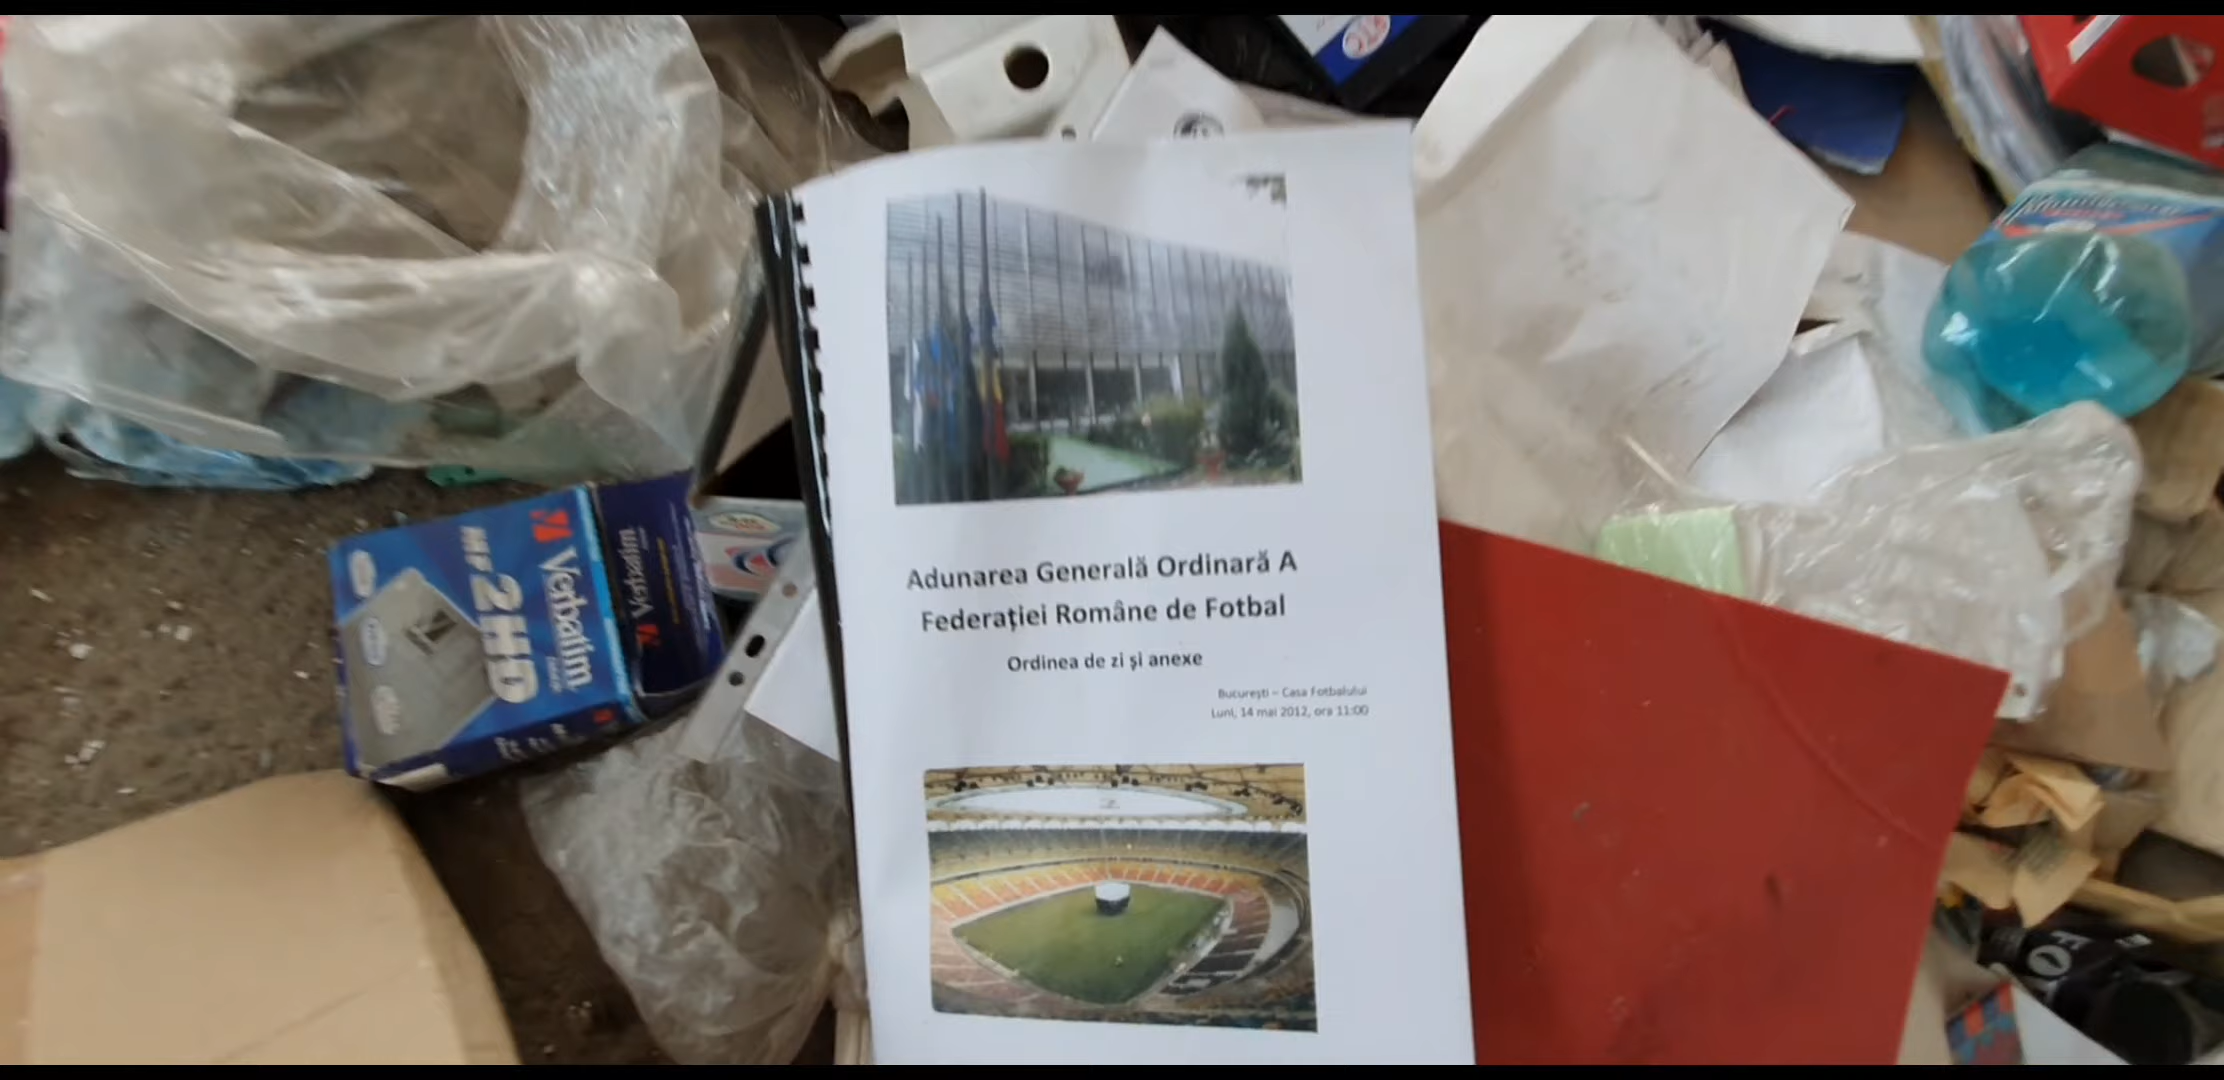 Adunarea Generală Ordinară A
Federației Române de Fotbal
Ordinea de zi și anexe
București – Casa Fotbalului
Luni, 14 mai 2012, ora 11:00
Verbatim
MF 2HD
Verbatim